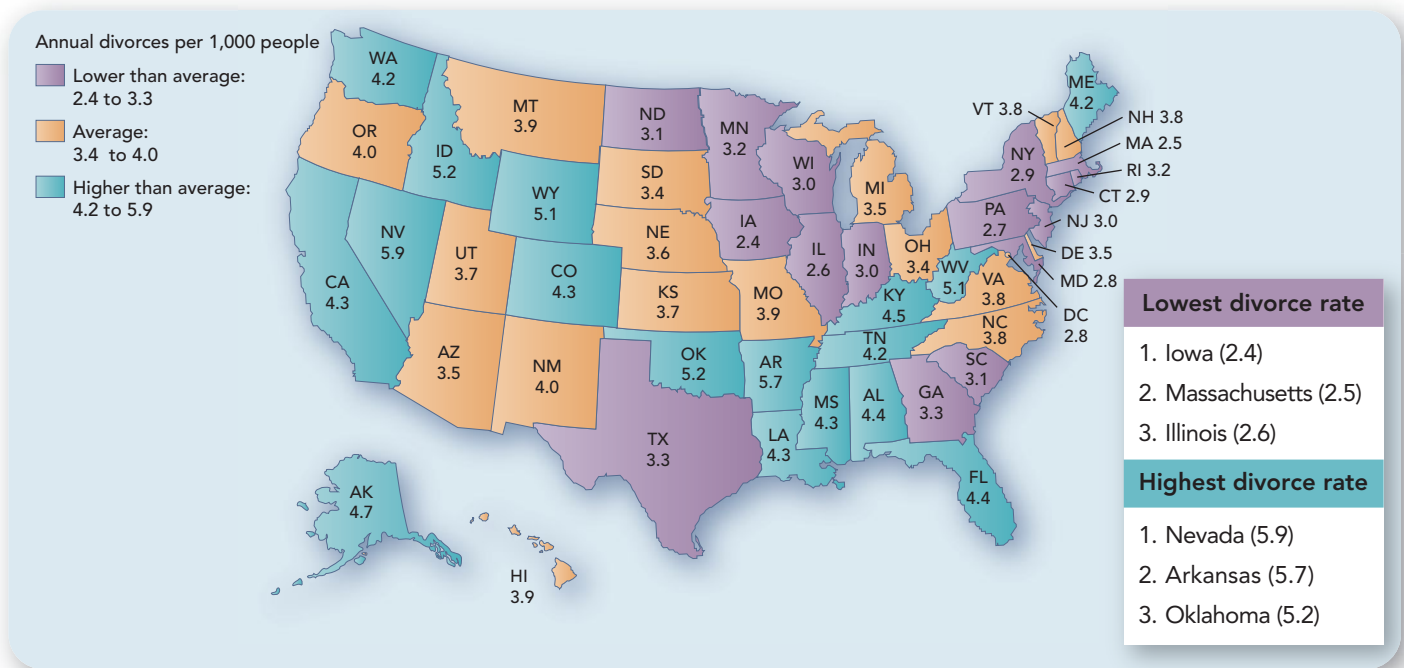 Annual divorces per 1,000 people
Lower than average:
2.4 to 3.3
Average:
3.4 to 4.0
Higher than average:
4.2 to 5.9
WA
4.2
OR
4.0
CA
4.3
NV
5.9
ID
5.2
MT
3.9
WY
5.1
UT
3.7
CO
4.3
AZ
3.5
NM
4.0
ND
3.1
SD
3.4
NE
3.6
KS
3.7
OK
5.2
TX
3.3
MN
3.2
IA
2.4
MO
3.9
AR
5.7
LA
4.3
WI
3.0
IL
2.6
MI
3.5
IN
3.0
OH
3.4
KY
4.5
TN
4.2
MS
4.3
AL
4.4
GA
3.3
FL
4.4
SC
3.1
NC
3.8
VA
3.8
WV
5.1
PA
2.7
NY
2.9
ME
4.2
VT 3.8
NH 3.8
MA 2.5
RI 3.2
CT 2.9
NJ 3.0
DE 3.5
MD 2.8
DC
2.8
AK
4.7
HI
3.9
Lowest divorce rate
1. Iowa (2.4)
2. Massachusetts (2.5)
3. Illinois (2.6)
Highest divorce rate
1. Nevada (5.9)
2. Arkansas (5.7)
3. Oklahoma (5.2)